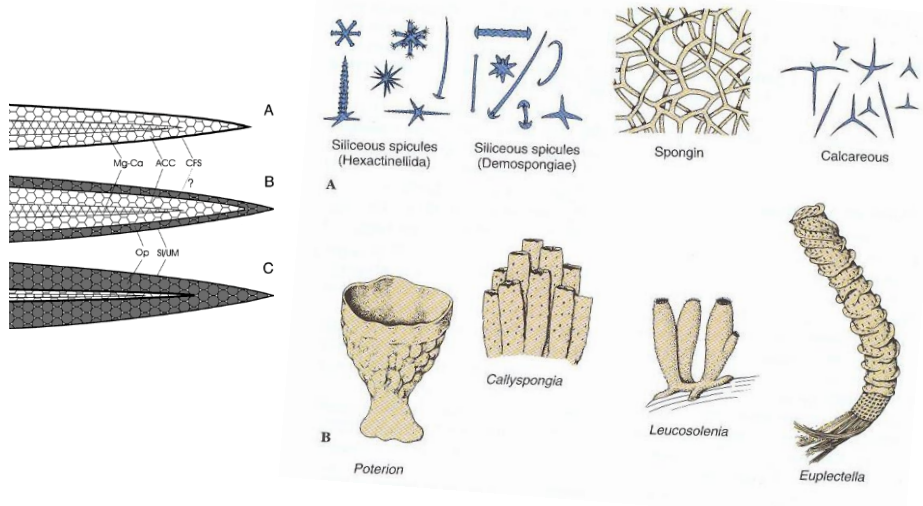 A
Mg-Ca ACC CFS
?
B
Op SI/UM
C
Siliceous spicules
(Hexactinellida)
Siliceous spicules
(Demospongiae)
Spongin
Calcareous
A
Poterion
Callyspongia
Leucosolenia
Euplectella
B